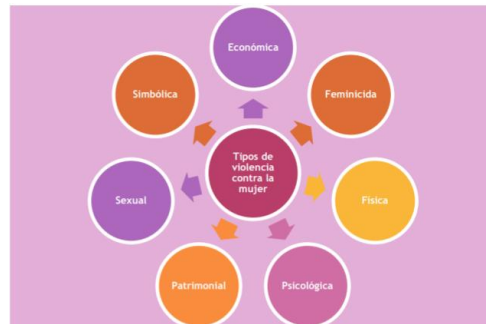 Económica
Simbólica
Feminicida
Tipos de
violencia
contra la
mujer
Sexual
Física
Patrimonial
Psicológica